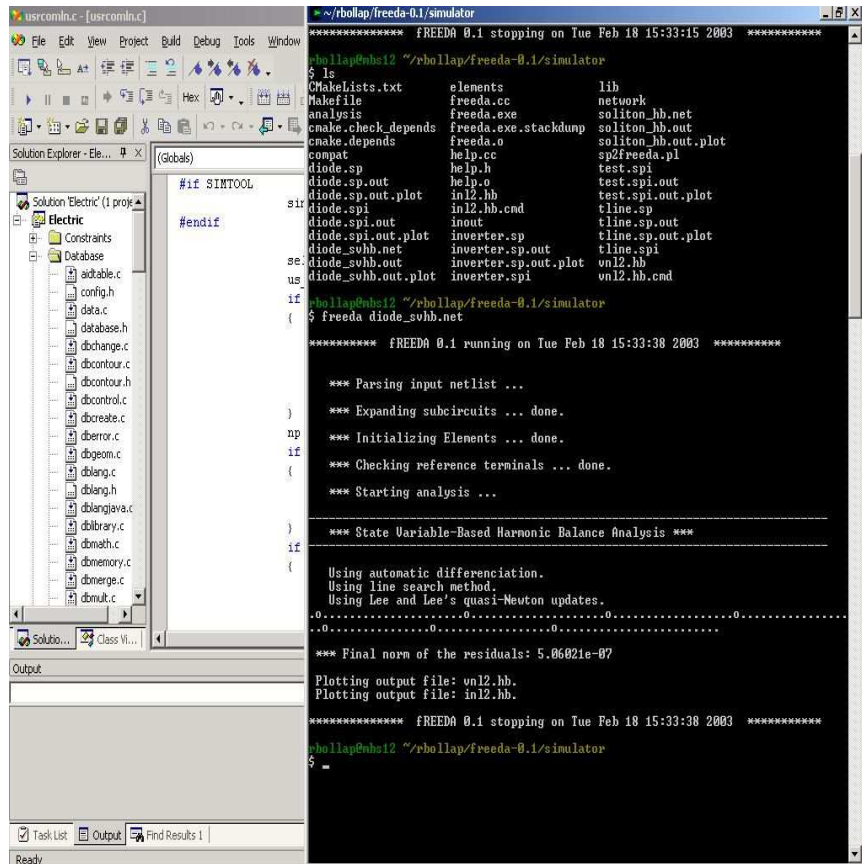 usrcomln.c - [usrcomln.c]
File Edit View Project Build Debug Tools Window
Hex
Solution Explorer - Ele...
(Globals)
Solution 'Electric' (1 proje
Electric
Constraints
Database
aidtable.c
config.h
data.c
database.h
dbchange.c
dbcontour.c
dbcontour.h
dbcontrol.c
dbcreate.c
dberror.c
dbgeom.c
dblang.c
dblang.h
dblangjava.c
dblibrary.c
dbmath.c
dbmemory.c
dbmerge.c
dbmult.c
Solutio... Class Vi...
#if SIMTOOL
sim
#endif
se
us_
if
{
}
np
if
{
}
if
{
Output
Task List Output Find Results 1
Ready
~/rbollap/freeda-0.1/simulator
************** fREEDA 0.1 stopping on Tue Feb 18 15:33:15 2003 ***********
rbollap@mbs12 ~/rbollap/freeda-0.1/simulator
$ ls
CMakeLists.txt elements lib
Makefile freeda.cc network
analysis freeda.exe soliton_hb.net
cmake.check_depends freeda.exe.stackdump soliton_hb.out
cmake.depends freeda.o soliton_hb.out.plot
compat help.cc sp2freeda.pl
diode.sp help.h test.spi
diode.sp.out help.o test.spi.out
diode.sp.out.plot inl2.hb test.spi.out.plot
diode.spi inl2.hb.cmd tline.sp
diode.spi.out inout tline.sp.out
diode.spi.out.plot inverter.sp tline.sp.out.plot
diode_svhb.net inverter.sp.out tline.spi
diode_svhb.out inverter.sp.out.plot vnl2.hb
diode_svhb.out.plot inverter.spi vnl2.hb.cmd
rbollap@mbs12 ~/rbollap/freeda-0.1/simulator
$ freeda diode_svhb.net
********** fREEDA 0.1 running on Tue Feb 18 15:33:38 2003 **********
*** Parsing input netlist ...
*** Expanding subcircuits ... done.
*** Initializing Elements ... done.
*** Checking reference terminals ... done.
*** Starting analysis ...
*** State Variable-Based Harmonic Balance Analysis ***
Using automatic differenciation.
Using line search method.
Using Lee and Lee's quasi-Newton updates.
.0....................0....................0...................0................
..0...............0.................0........................
*** Final norm of the residuals: 5.06021e-07
Plotting output file: vnl2.hb.
Plotting output file: inl2.hb.
************** fREEDA 0.1 stopping on Tue Feb 18 15:33:38 2003 ***********
rbollap@mbs12 ~/rbollap/freeda-0.1/simulator
$ _